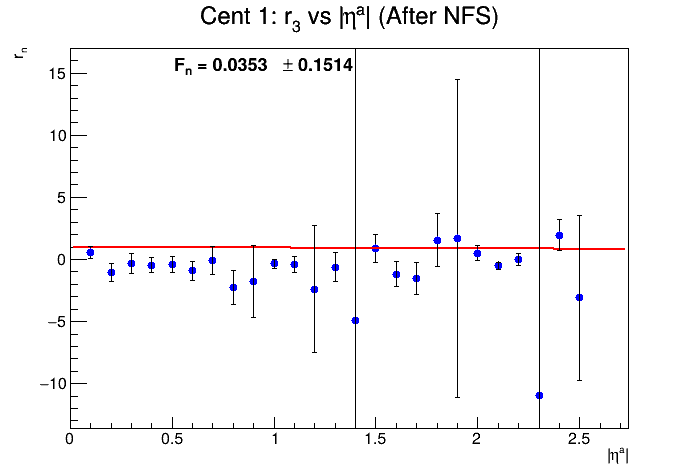 Cent 1: r3 vs |ηa| (After NFS)
rn
Fn = 0.0353 ± 0.1514
15
10
5
0
−5
−10
0 0.5 1 1.5 2 2.5
|ηa|